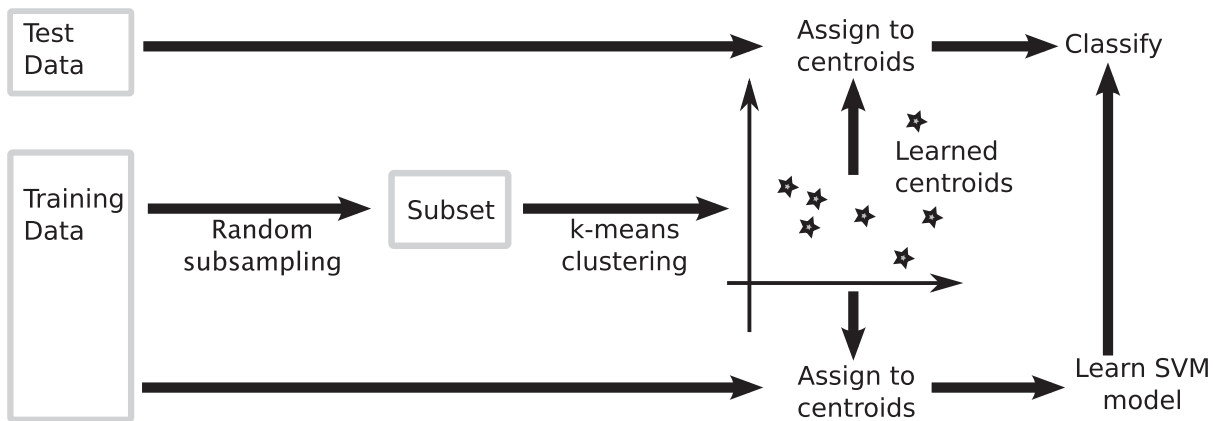 Test
Data
Assign to
centroids
Classify
Training
Data
Random
subsampling
Subset
k-means
clustering
Learned
centroids
Assign to
centroids
Learn SVM
model